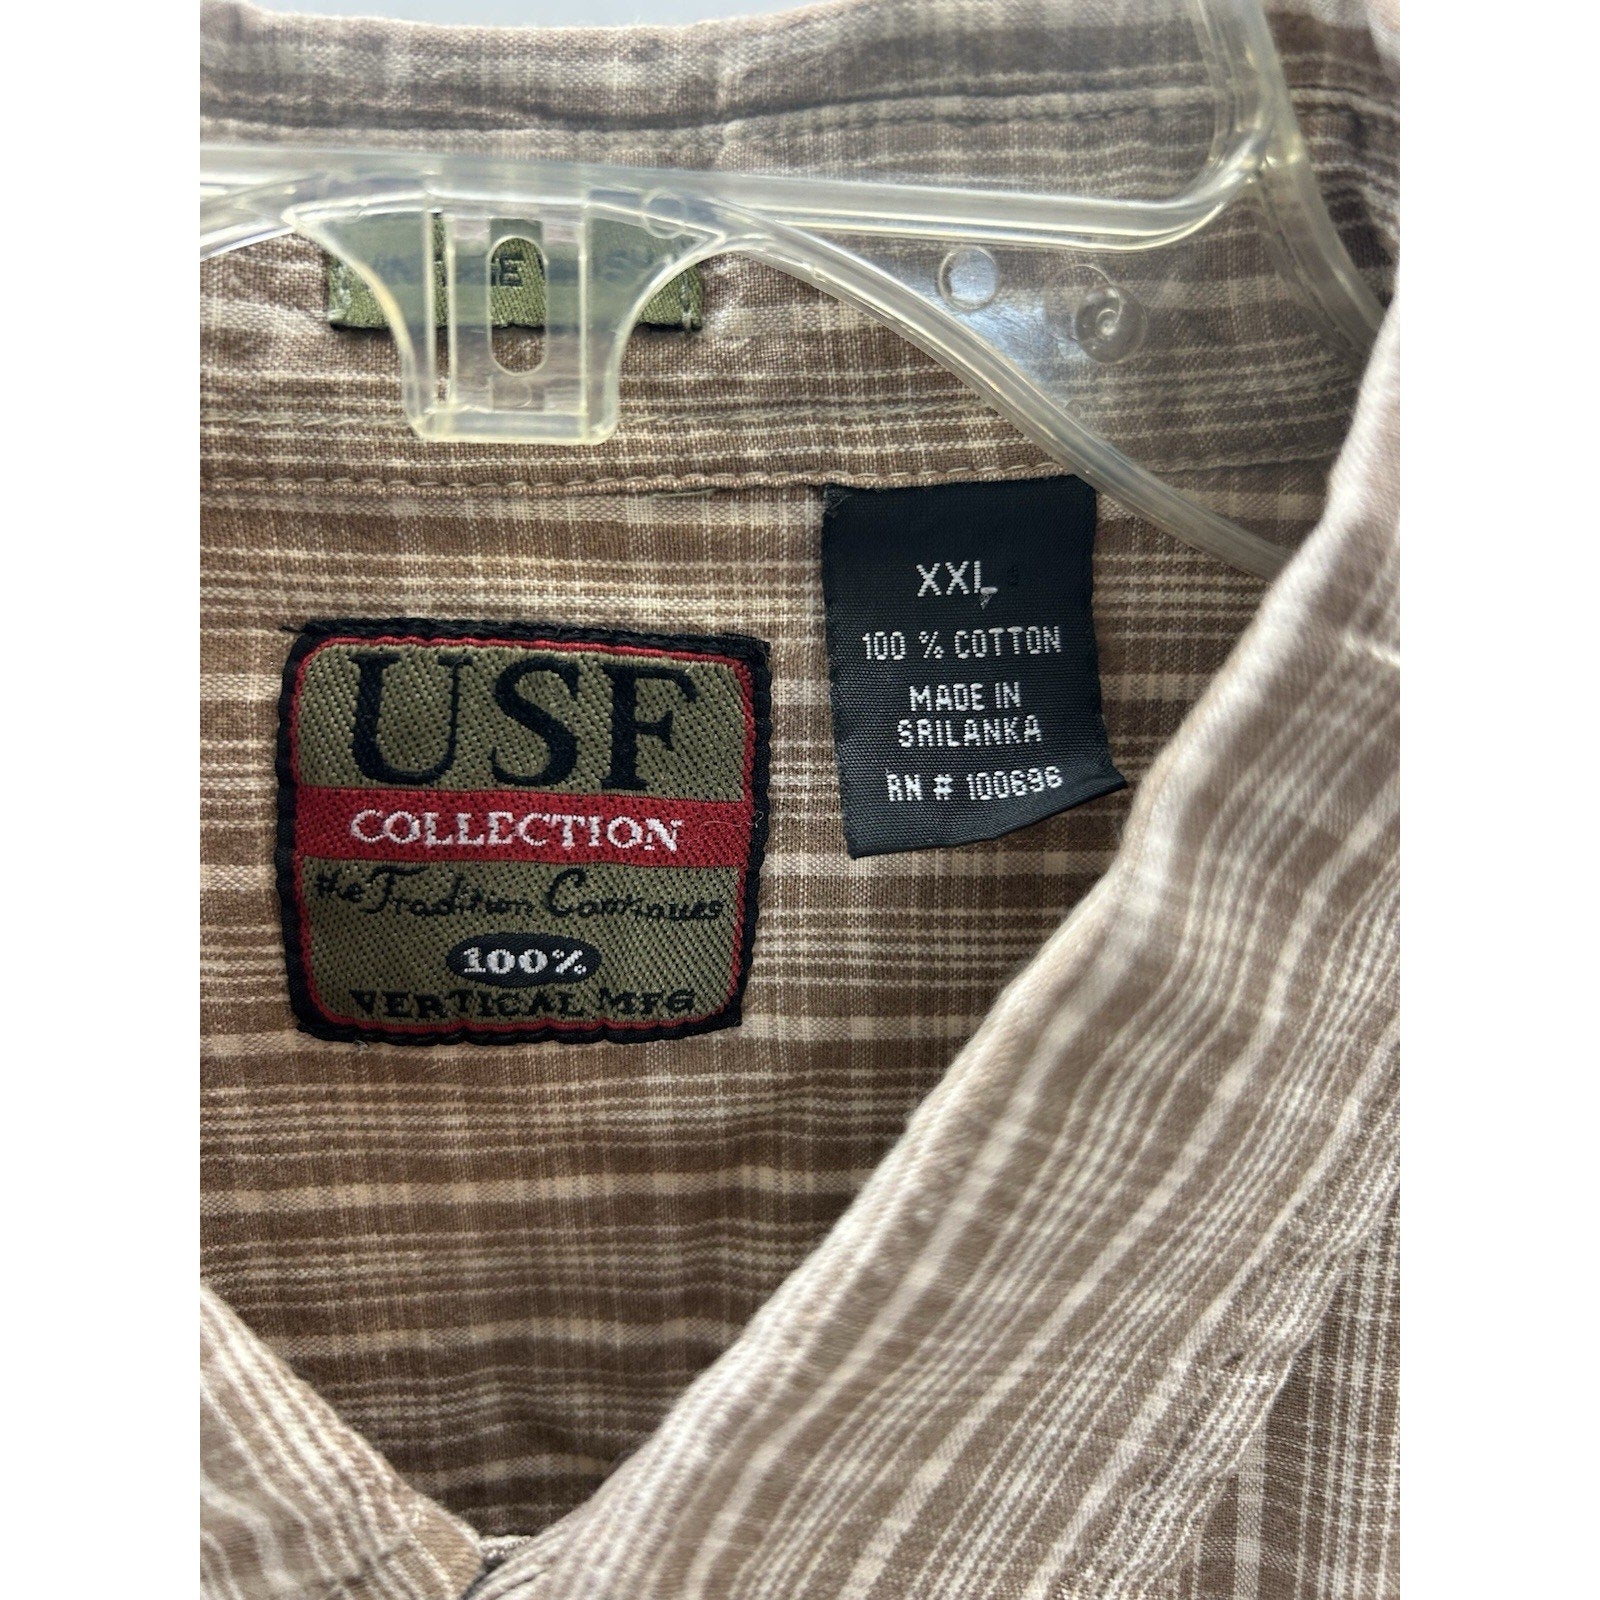 E
USF
COLLECTION
the Tradition Continues
100%
VERTICAL MFG
XXL
100 % COTTON
MADE IN
SRILANKA
RN # 100696